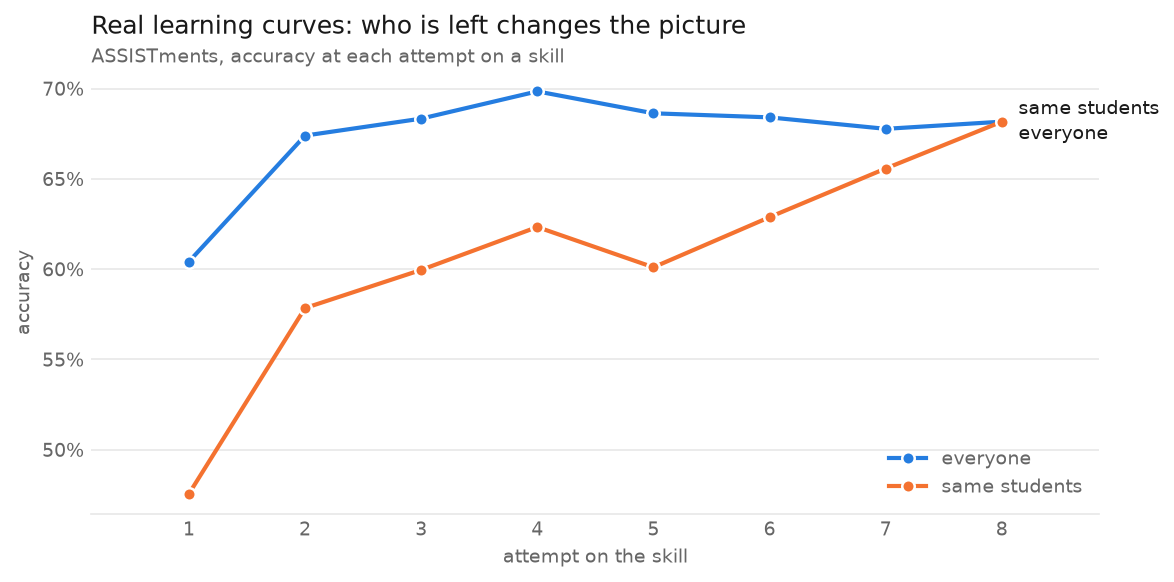 Real learning curves: who is left changes the picture
ASSISTments, accuracy at each attempt on a skill
70%
65%
60%
55%
50%
accuracy
same students
everyone
everyone
same students
1 2 3 4 5 6 7 8
attempt on the skill